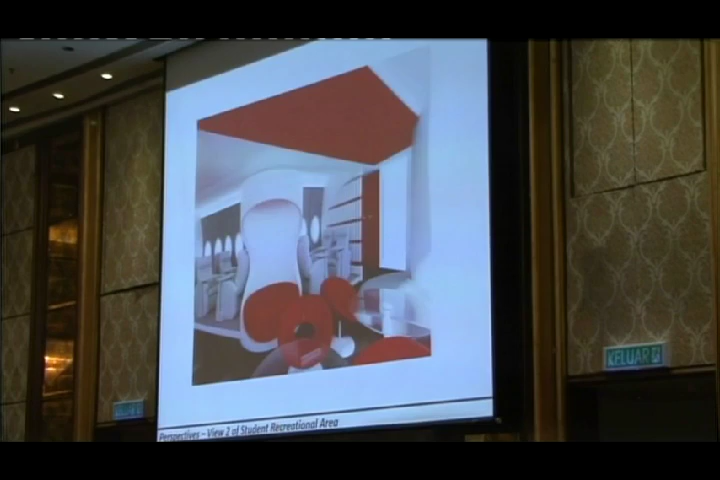 Perspectives – View 2 of Student Recreational Area
KELUAR